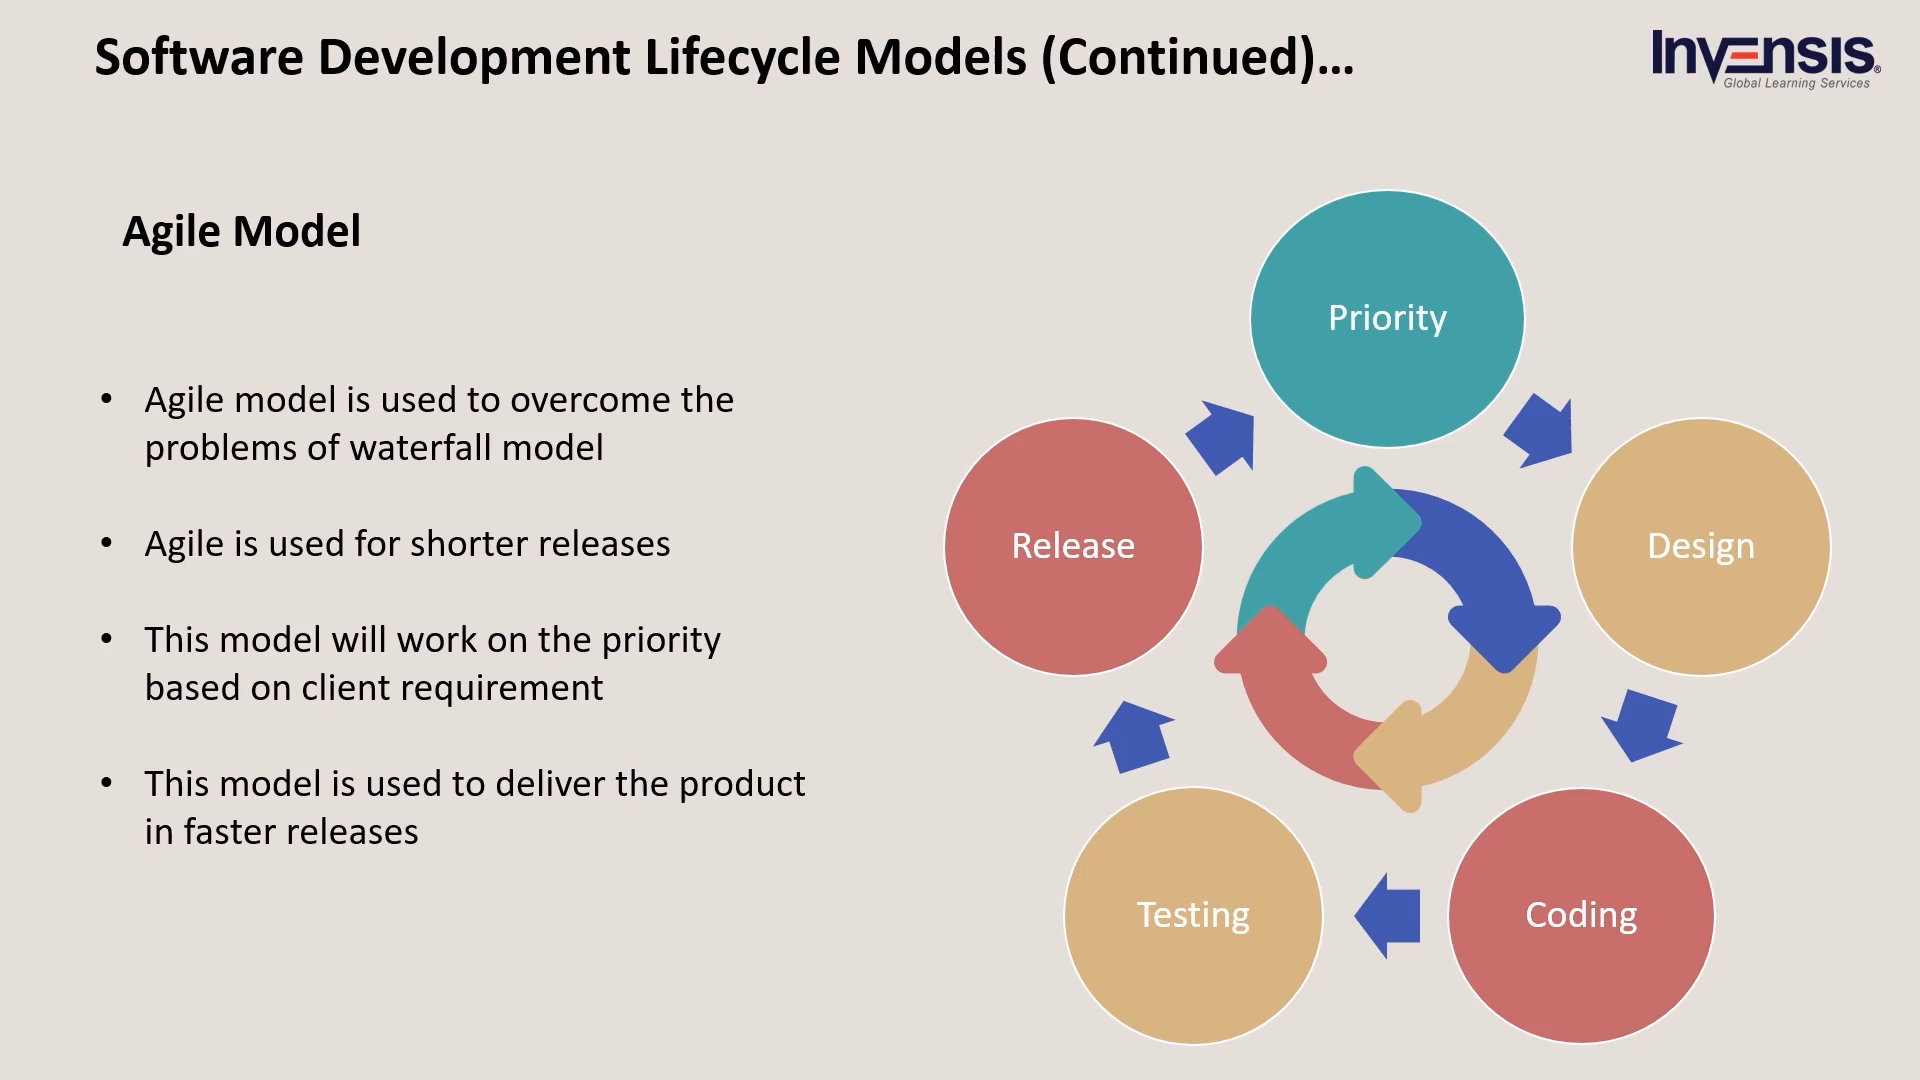 Software Development Lifecycle Models (Continued)...
Invensis®
Global Learning Services
Agile Model
• Agile model is used to overcome the
problems of waterfall model
• Agile is used for shorter releases
• This model will work on the priority
based on client requirement
• This model is used to deliver the product
in faster releases
Priority
Release
Design
Testing
Coding